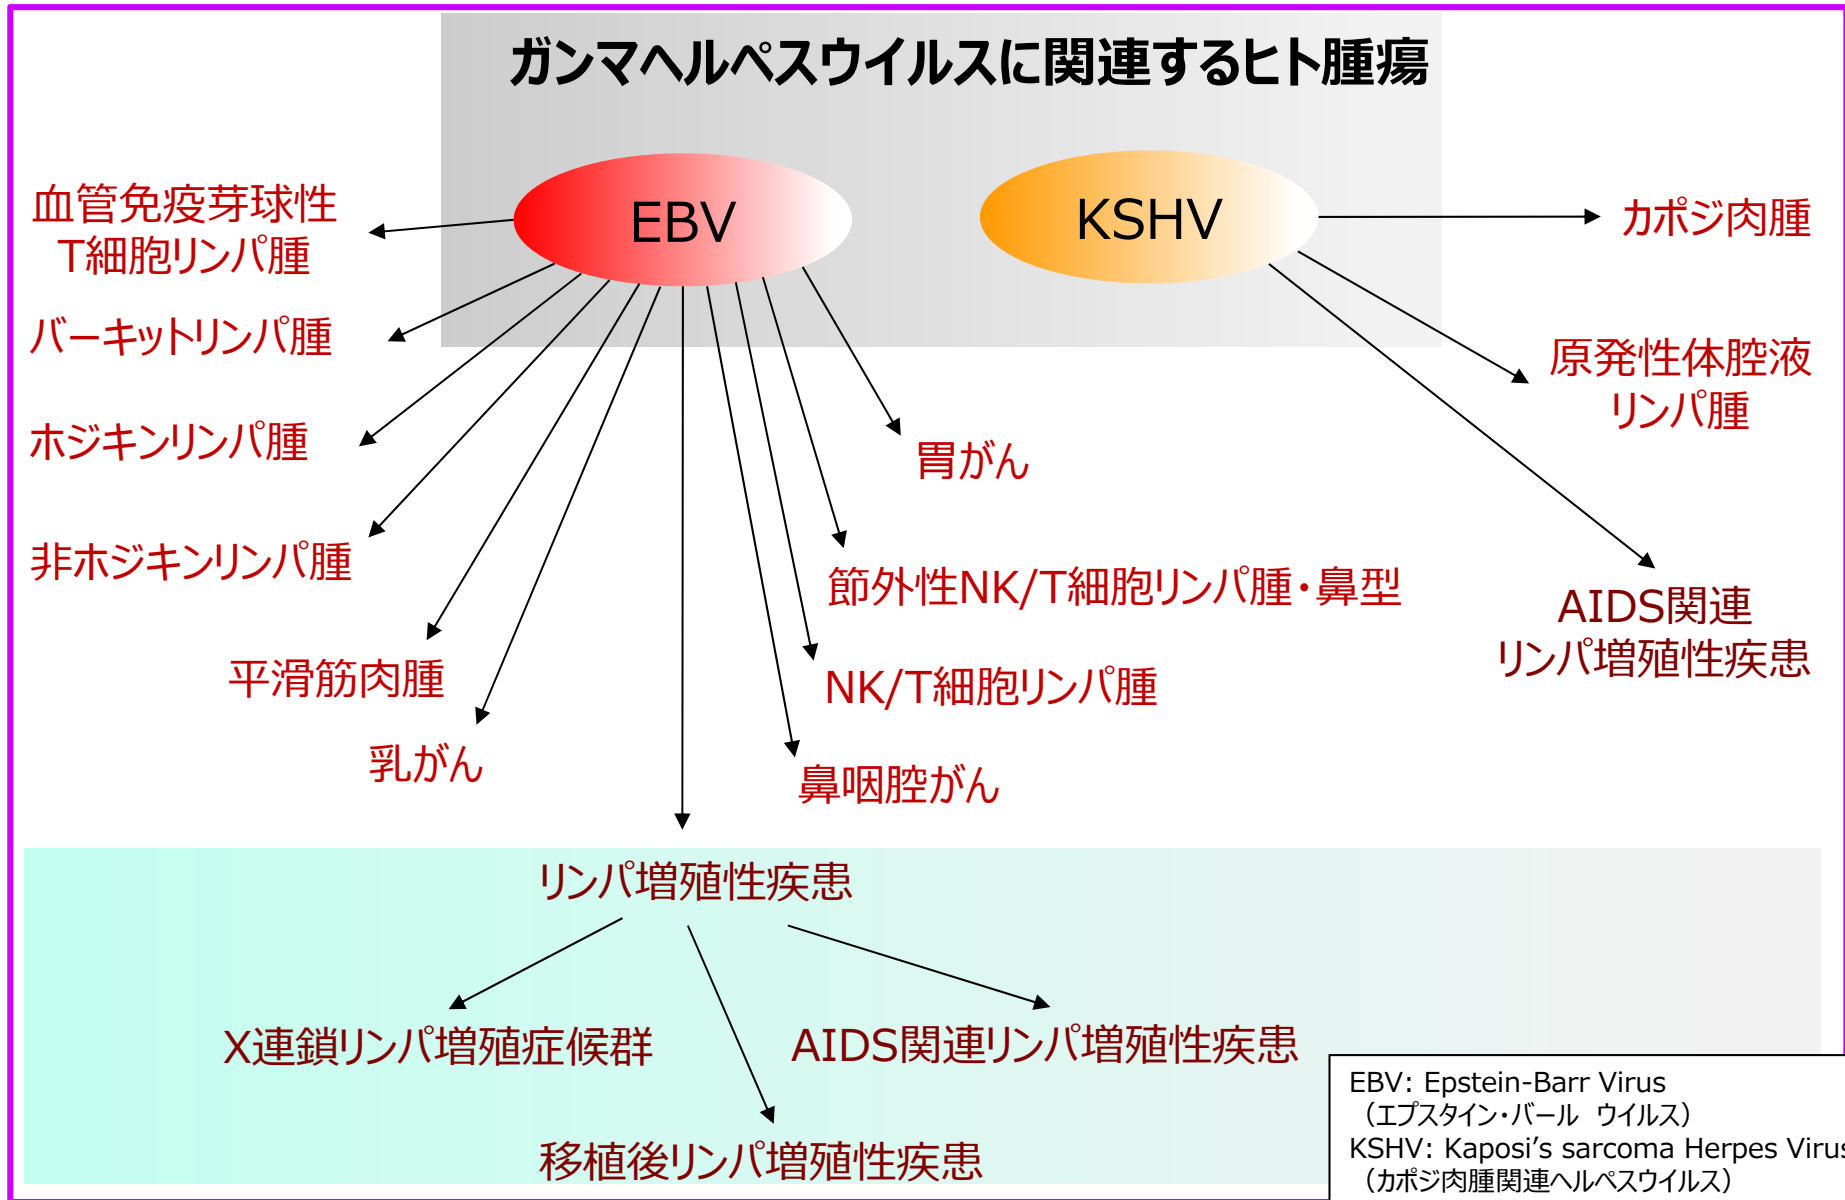 ガンマヘルペスウイルスに関連するヒト腫瘍
EBV
KSHV
血管免疫芽球性
T細胞リンパ腫
バーキットリンパ腫
ホジキンリンパ腫
非ホジキンリンパ腫
平滑筋肉腫
乳がん
胃がん
節外性NK/T細胞リンパ腫・鼻型
NK/T細胞リンパ腫
鼻咽腔がん
カポジ肉腫
原発性体腔液
リンパ腫
AIDS関連
リンパ増殖性疾患
リンパ増殖性疾患
X連鎖リンパ増殖症候群
AIDS関連リンパ増殖性疾患
移植後リンパ増殖性疾患
EBV: Epstein-Barr Virus
（エプスタイン・バール　ウイルス）
KSHV: Kaposi’s sarcoma Herpes Virus
（カポジ肉腫関連ヘルペスウイルス）